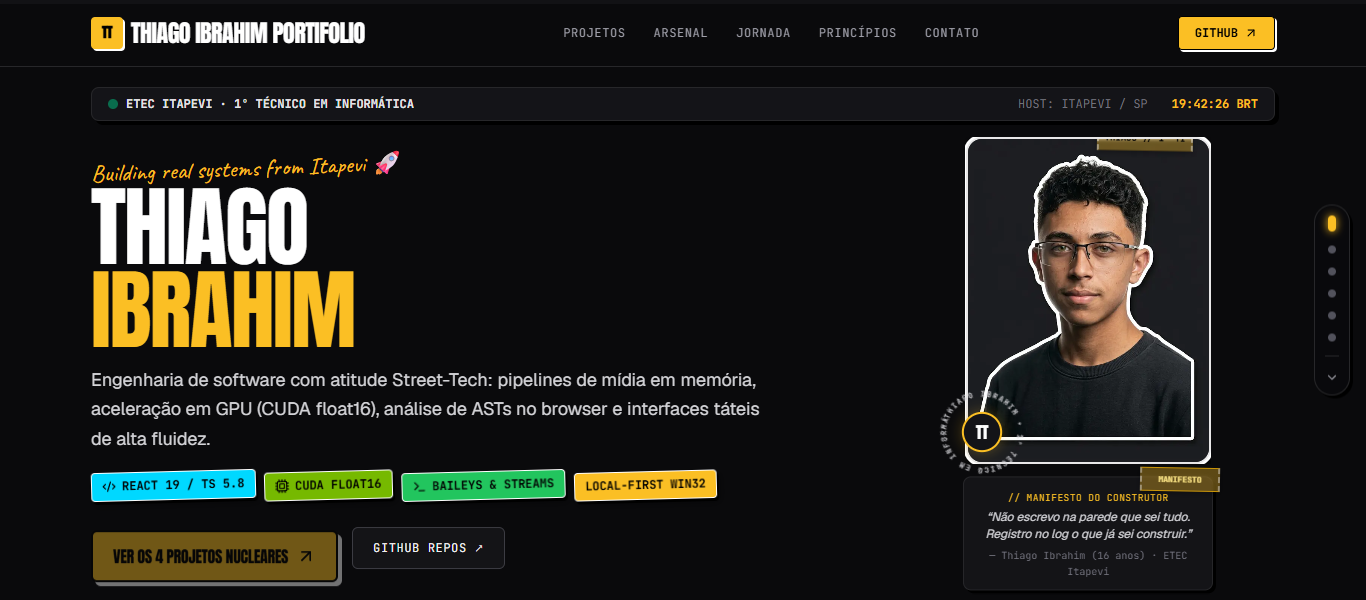 π THIAGO IBRAHIM PORTIFOLIO
PROJETOS
ARSENAL
JORNADA
PRINCÍPIOS
CONTATO
GITHUB ↗
ETEC ITAPEVI · 1° TÉCNICO EM INFORMÁTICA
HOST: ITAPEVI / SP
19:42:26 BRT
Building real systems from Itapevi 🚀
THIAGO
IBRAHIM
Engenharia de software com atitude Street-Tech: pipelines de mídia em memória,
aceleração em GPU (CUDA float16), análise de ASTs no browser e interfaces táteis
de alta fluidez.
</> REACT 19 / TS 5.8
CUDA FLOAT16
>_ BAILEYS & STREAMS
LOCAL-FIRST WIN32
VER OS 4 PROJETOS NUCLEARES ↗
GITHUB REPOS ↗
π
MANIFESTO
// MANIFESTO DO CONSTRUTOR
“Não escrevo na parede que sei tudo.
Registro no log o que já sei construir.”
— Thiago Ibrahim (16 anos) · ETEC
Itapevi